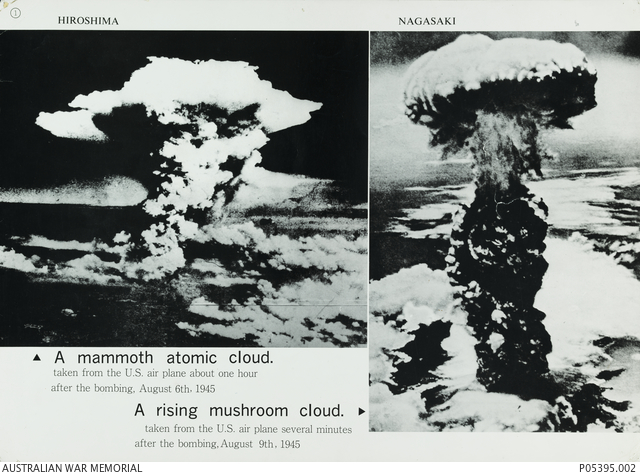 1
HIROSHIMA
NAGASAKI
▲ A mammoth atomic cloud.
taken from the U.S. air plane about one hour
after the bombing, August 6th, 1945
A rising mushroom cloud. ▶
taken from the U.S. air plane several minutes
after the bombing, August 9th, 1945
AUSTRALIAN WAR MEMORIAL
P05395.002